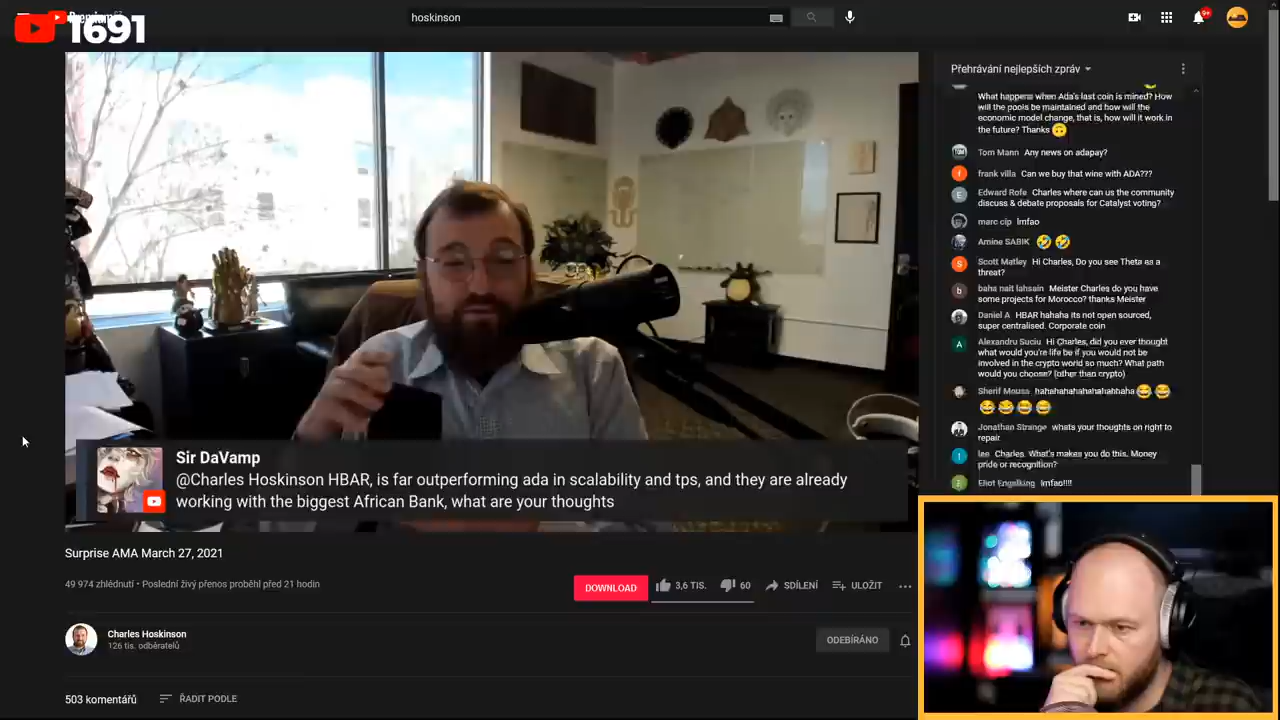 1691
hoskinson
9+
Přehrávání nejlepších zpráv
What happens when Ada's last coin is mined? How
will the pools be maintained and how will the
economic model change, that is, how will it work in
the future? Thanks 🙃
Tom Mann Any news on adapay?
frank villa Can we buy that wine with ADA???
Edward Rofe Charles where can us the community
discuss & debate proposals for Catalyst voting?
marc cip lmfao
Amine SABIK 🤣 🤣
Scott Matley Hi Charles, Do you see Theta as a
threat?
baha nait lahsain Meister Charles do you have
some projects for Morocco? thanks Meister
Daniel A HBAR hahaha its not open sourced,
super centralised. Corporate coin
Alexandru Suciu Hi Charles, did you ever thought
what would you're life be if you would not be
involved in the crypto world so much? What path
would you choose? (other than crypto)
Sherif Mouss hahahahahahahahaha 😂 😂
😂 😂 😂 😂
Jonathan Strange whats your thoughts on right to
repair
lee Charles. What's makes you do this. Money
pride or recognition?
Eliot Engelking lmfao!!!!
Sir DaVamp
@Charles Hoskinson HBAR, is far outperforming ada in scalability and tps, and they are already
working with the biggest African Bank, what are your thoughts
Surprise AMA March 27, 2021
49 974 zhlédnutí • Poslední živý přenos proběhl před 21 hodin
DOWNLOAD
3,6 TIS.
60
SDÍLENÍ
ULOŽIT
Charles Hoskinson
126 tis. odběratelů
ODEBÍRÁNO
503 komentářů
ŘADIT PODLE